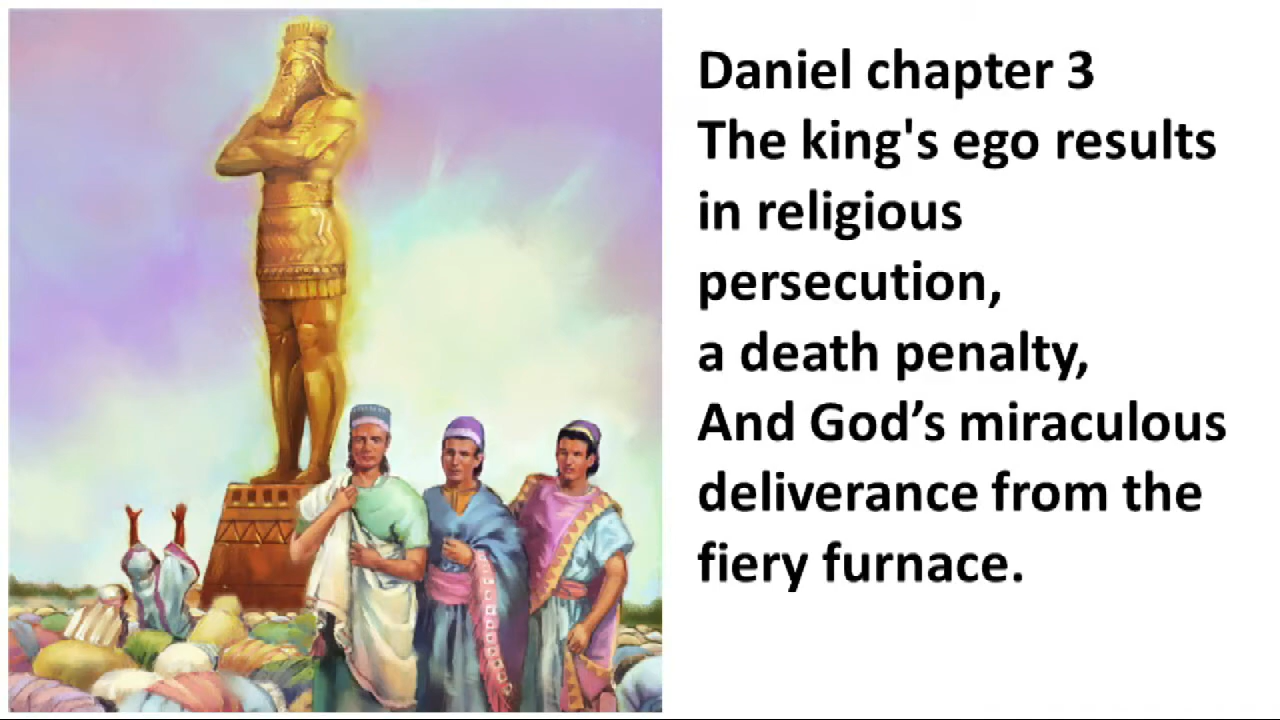 Daniel chapter 3
The king's ego results
in religious
persecution,
a death penalty,
And God’s miraculous
deliverance from the
fiery furnace.